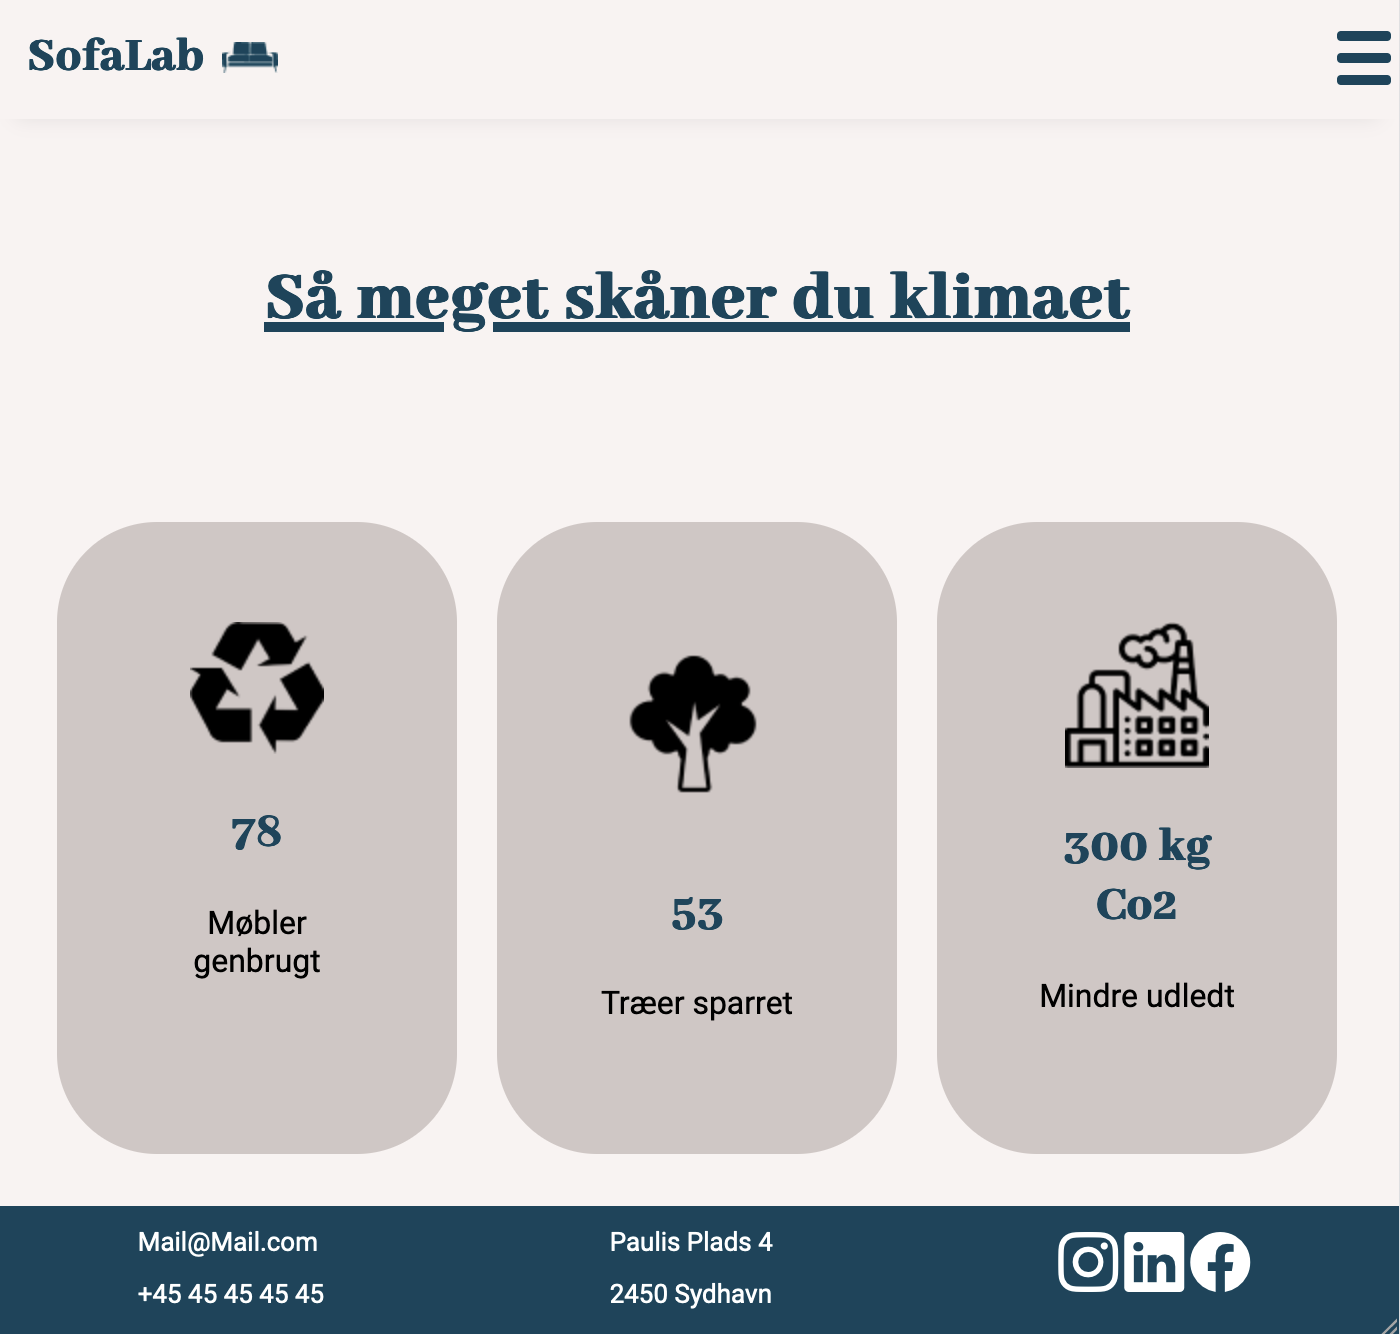 SofaLab
Så meget skåner du klimaet
78
Møbler
genbrugt
53
Træer sparret
300 kg
Co2
Mindre udledt
Mail@Mail.com
+45 45 45 45 45
Paulis Plads 4
2450 Sydhavn
in